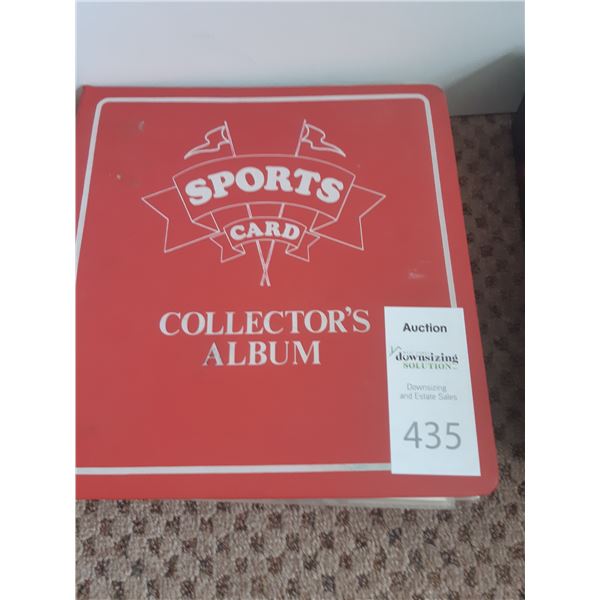 SPORTS
CARD
COLLECTOR'S
ALBUM
Auction
downsizing
SOLUTION
Downsizing
and Estate Sales
435